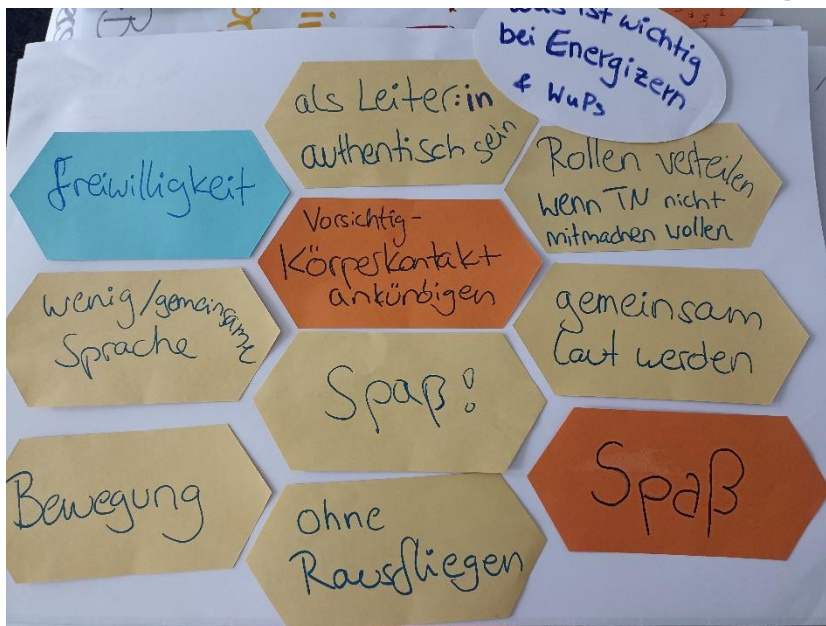 was ist wichtig
bei Energizern
& WuPs
als Leiter:in
authentisch sein
freiwilligkeit
Rollen verteilen
wenn TN nicht
mitmachen wollen
Vorsichtig-
Körperkontakt
ankündigen
wenig/gemeinsame
Sprache
gemeinsam
laut werden
Spaß!
Spaß
Bewegung
ohne
Rausfliegen